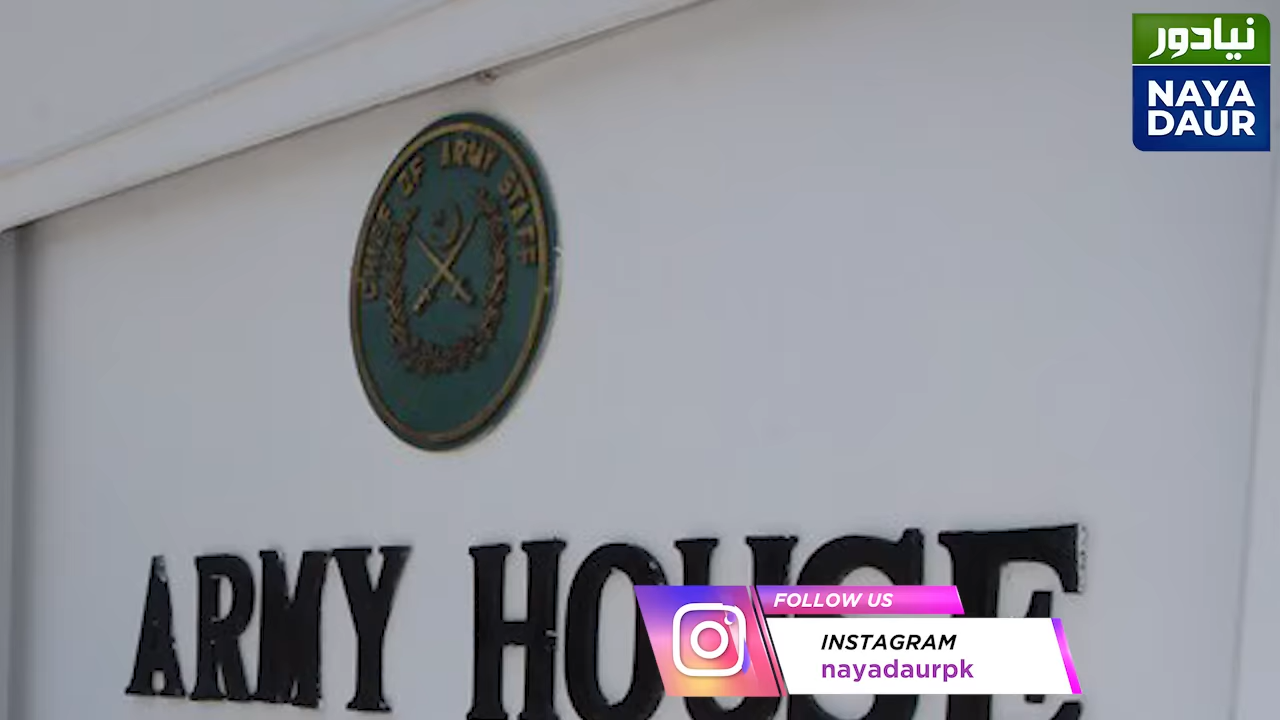 نیادور
NAYA
DAUR
CHIEF OF ARMY STAFF
ARMY HOUSE
FOLLOW US
INSTAGRAM
nayadaurpk